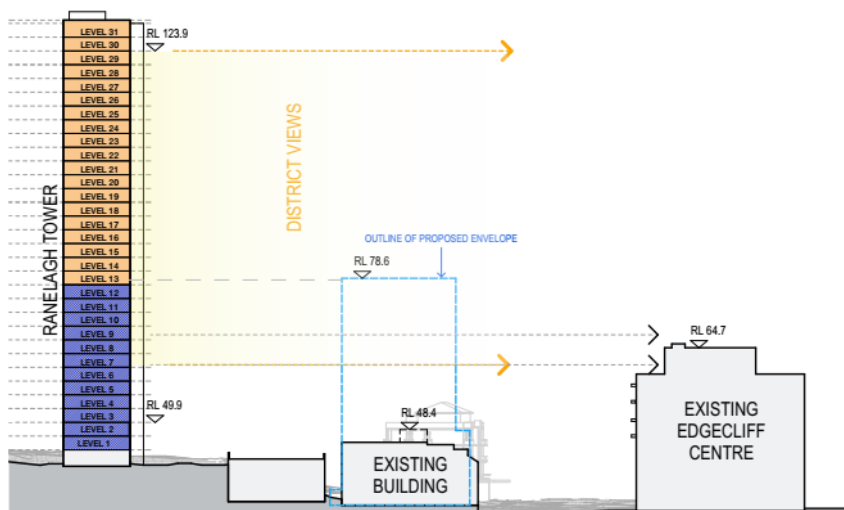 LEVEL 31
LEVEL 30
LEVEL 29
LEVEL 28
LEVEL 27
LEVEL 26
LEVEL 25
LEVEL 24
LEVEL 23
LEVEL 22
LEVEL 21
LEVEL 20
LEVEL 19
LEVEL 18
LEVEL 17
LEVEL 16
LEVEL 15
LEVEL 14
LEVEL 13
LEVEL 12
LEVEL 11
LEVEL 10
LEVEL 9
LEVEL 8
LEVEL 7
LEVEL 6
LEVEL 5
LEVEL 4
LEVEL 3
LEVEL 2
LEVEL 1
RANELAGH TOWER
RL 123.9
RL 49.9
DISTRICT VIEWS
OUTLINE OF PROPOSED ENVELOPE
RL 78.6
RL 48.4
EXISTING
BUILDING
RL 64.7
EXISTING
EDGECLIFF
CENTRE